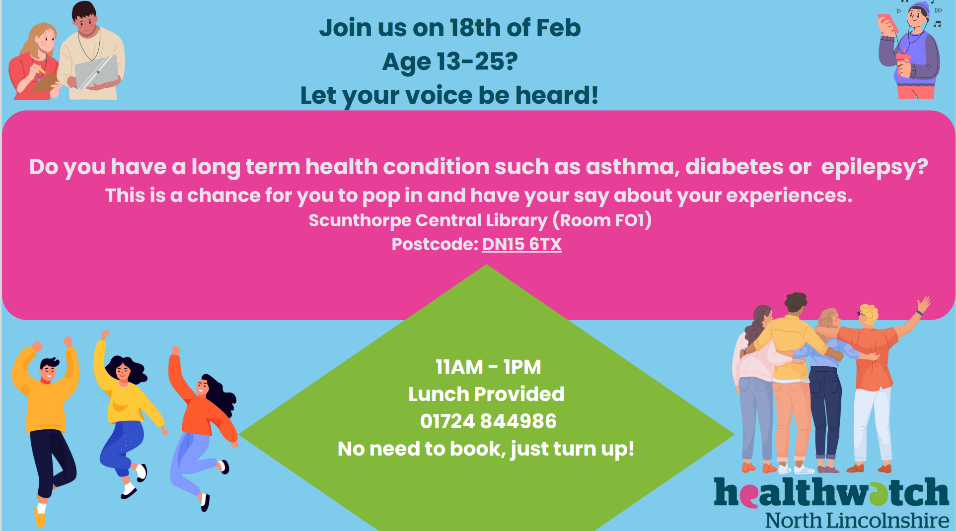 Join us on 18th of Feb
Age 13-25?
Let your voice be heard!
Do you have a long term health condition such as asthma, diabetes or epilepsy?
This is a chance for you to pop in and have your say about your experiences.
Scunthorpe Central Library (Room FO1)
Postcode: DN15 6TX
11AM - 1PM
Lunch Provided
01724 844986
No need to book, just turn up!
healthwatch
North Lincolnshire